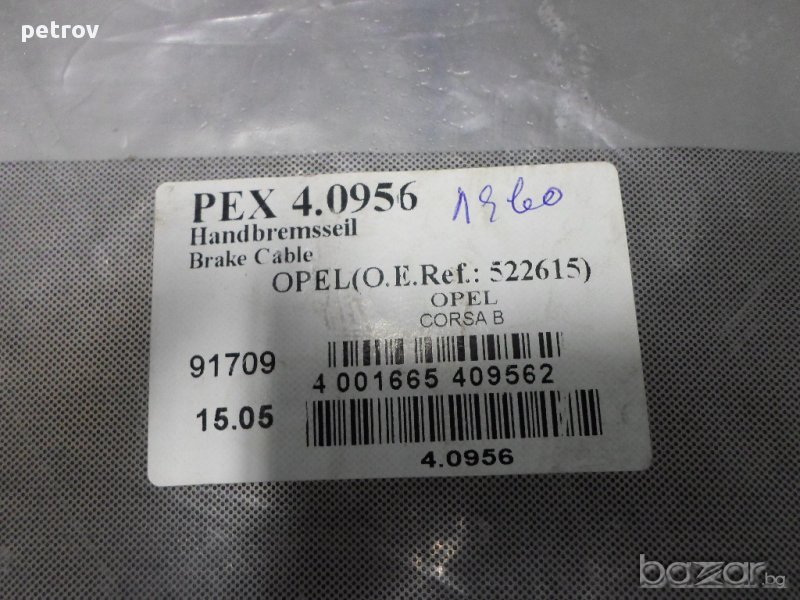 petrov
PEX 4.0956
Handbremsseil
Brake Cable
OPEL(O.E.Ref.: 522615)
OPEL
CORSA B
91709
4 001665 409562
15.05
4.0956
bazar.bg